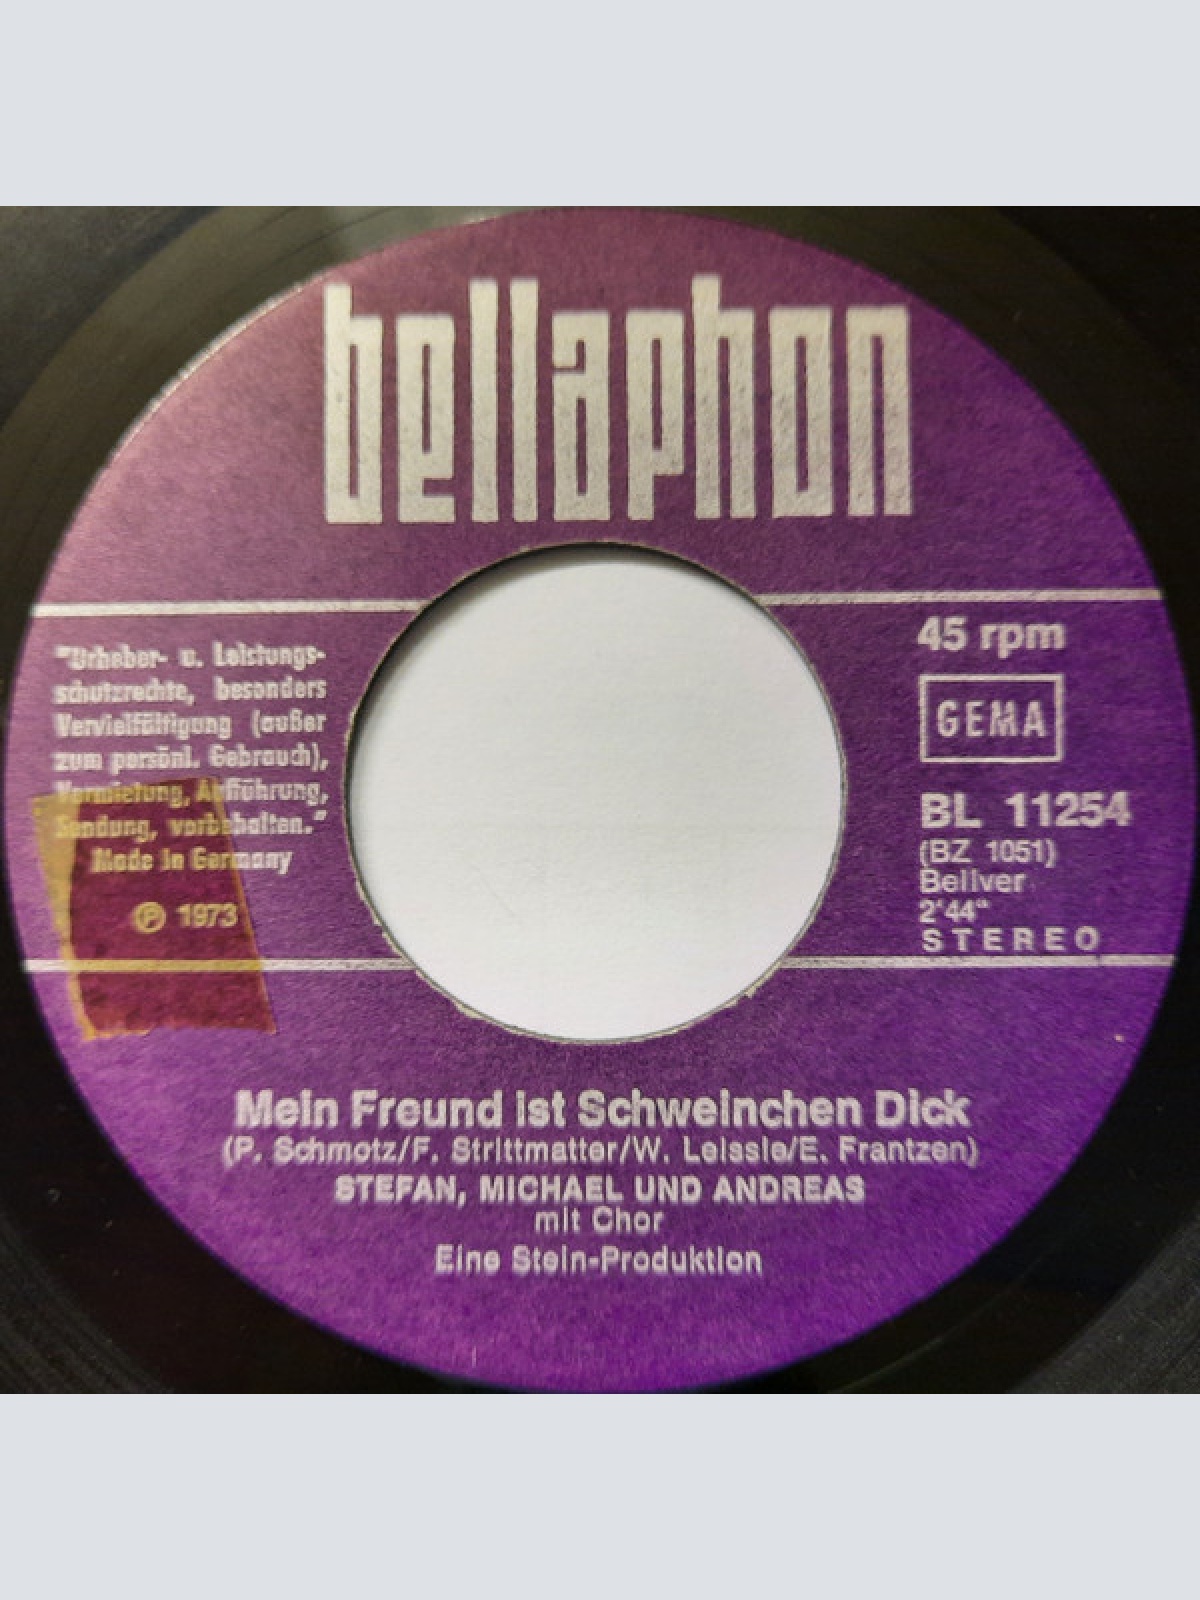 bellaphon
"Urheber- u. Leistungs-
schutzrechte, besonders
Vervielfältigung (außer
zum persönl. Gebrauch),
Vermietung, Aufführung,
Sendung, vorbehalten."
Made in Germany
℗ 1973
45 rpm
GEMA
BL 11254
(BZ 1051)
Bellver
2'44"
STEREO
Mein Freund ist Schweinchen Dick
(P. Schmotz/F. Strittmatter/W. Leissle/E. Frantzen)
STEFAN, MICHAEL UND ANDREAS
mit Chor
Eine Stein-Produktion